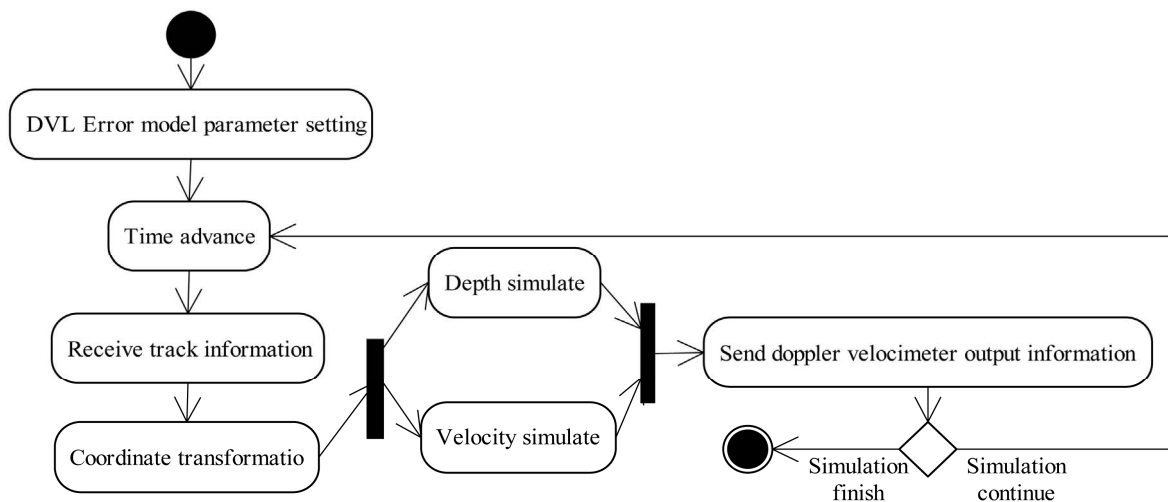 DVL Error model parameter setting
Time advance
Receive track information
Coordinate transformatio
Depth simulate
Velocity simulate
Send doppler velocimeter output information
Simulation
finish
Simulation
continue